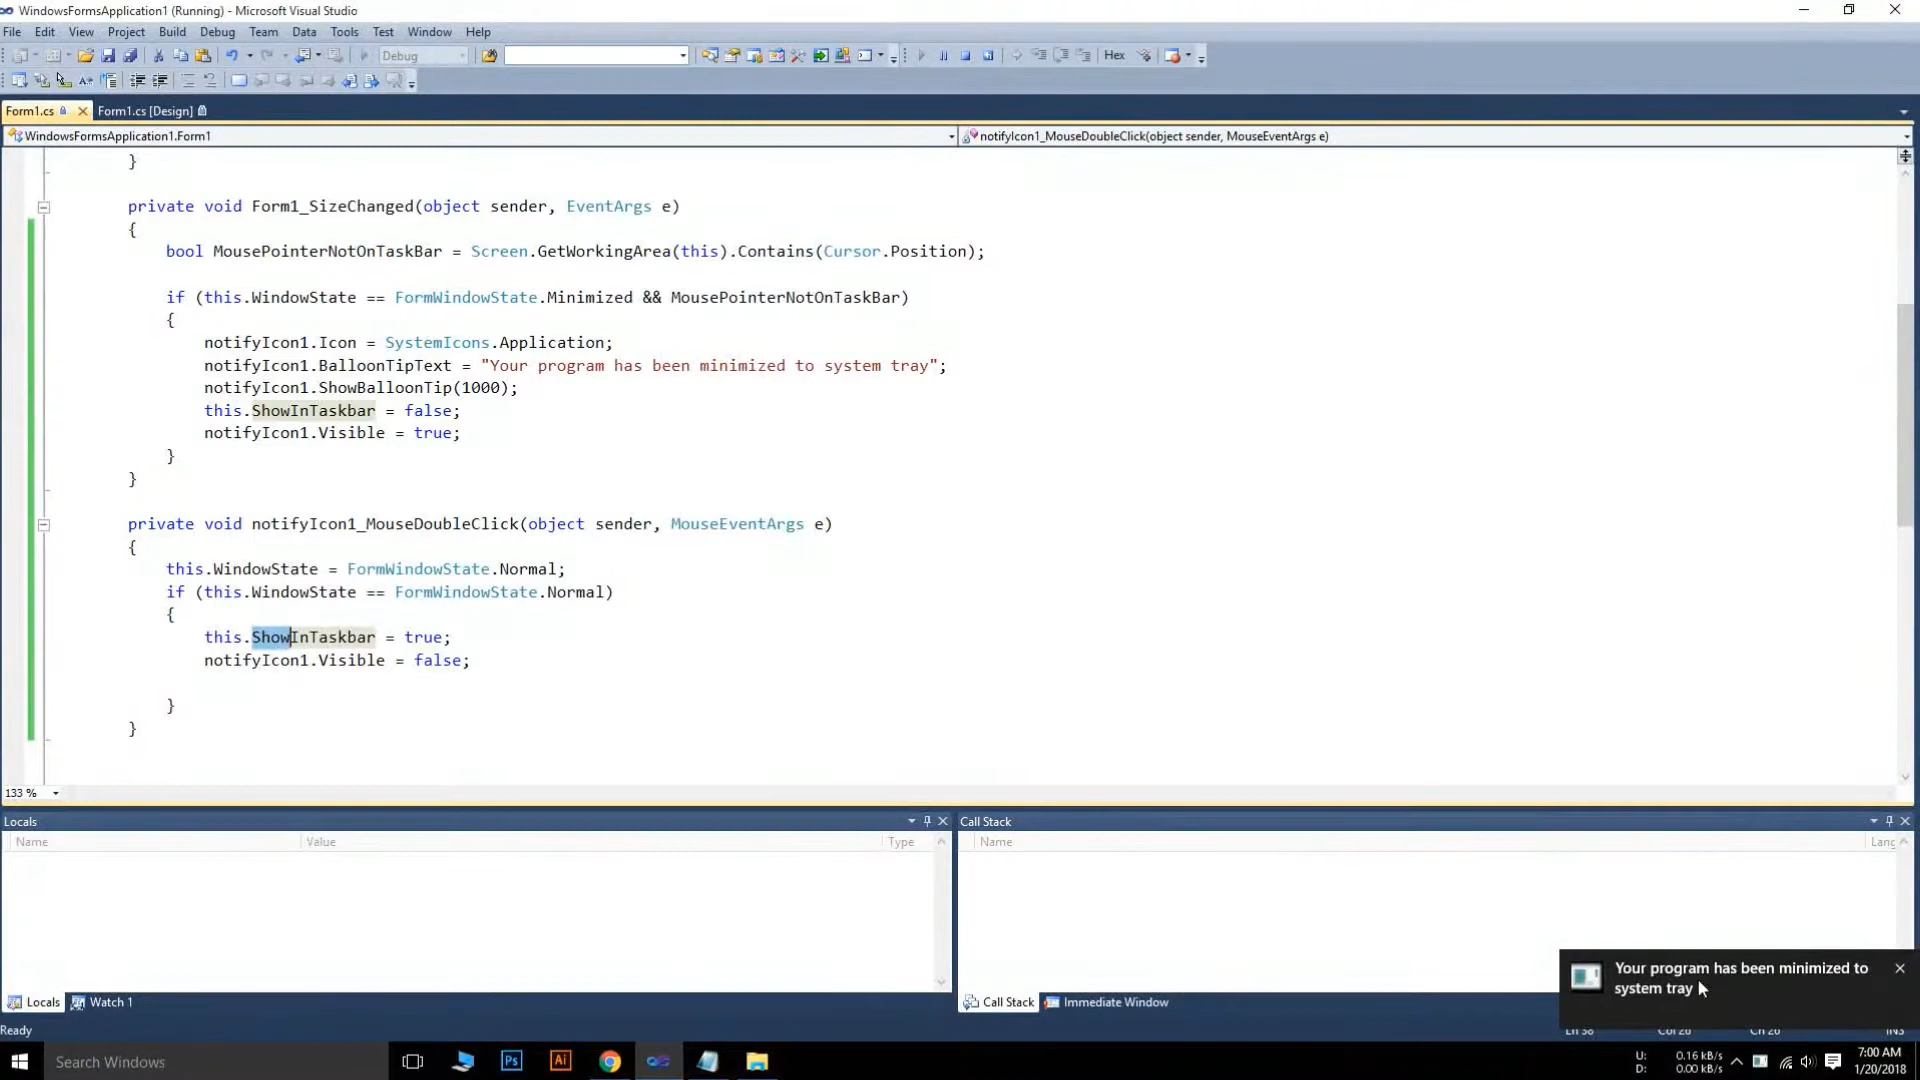 WindowsFormsApplication1 (Running) - Microsoft Visual Studio
File Edit View Project Build Debug Team Data Tools Test Window Help
Debug Hex
Form1.cs Form1.cs [Design]
WindowsFormsApplication1.Form1 notifyIcon1_MouseDoubleClick(object sender, MouseEventArgs e)
}
private void Form1_SizeChanged(object sender, EventArgs e)
{
bool MousePointerNotOnTaskBar = Screen.GetWorkingArea(this).Contains(Cursor.Position);
if (this.WindowState == FormWindowState.Minimized && MousePointerNotOnTaskBar)
{
notifyIcon1.Icon = SystemIcons.Application;
notifyIcon1.BalloonTipText = "Your program has been minimized to system tray";
notifyIcon1.ShowBalloonTip(1000);
this.ShowInTaskbar = false;
notifyIcon1.Visible = true;
}
}
private void notifyIcon1_MouseDoubleClick(object sender, MouseEventArgs e)
{
this.WindowState = FormWindowState.Normal;
if (this.WindowState == FormWindowState.Normal)
{
this.ShowInTaskbar = true;
notifyIcon1.Visible = false;
}
}
133 %
Locals Call Stack
Name Value Type Name Lang
Your program has been minimized to
system tray
Locals Watch 1 Call Stack Immediate Window
Ready
Search Windows Ps Ai
U: 0.16 kB/s
D: 0.00 kB/s
7:00 AM
1/20/2018